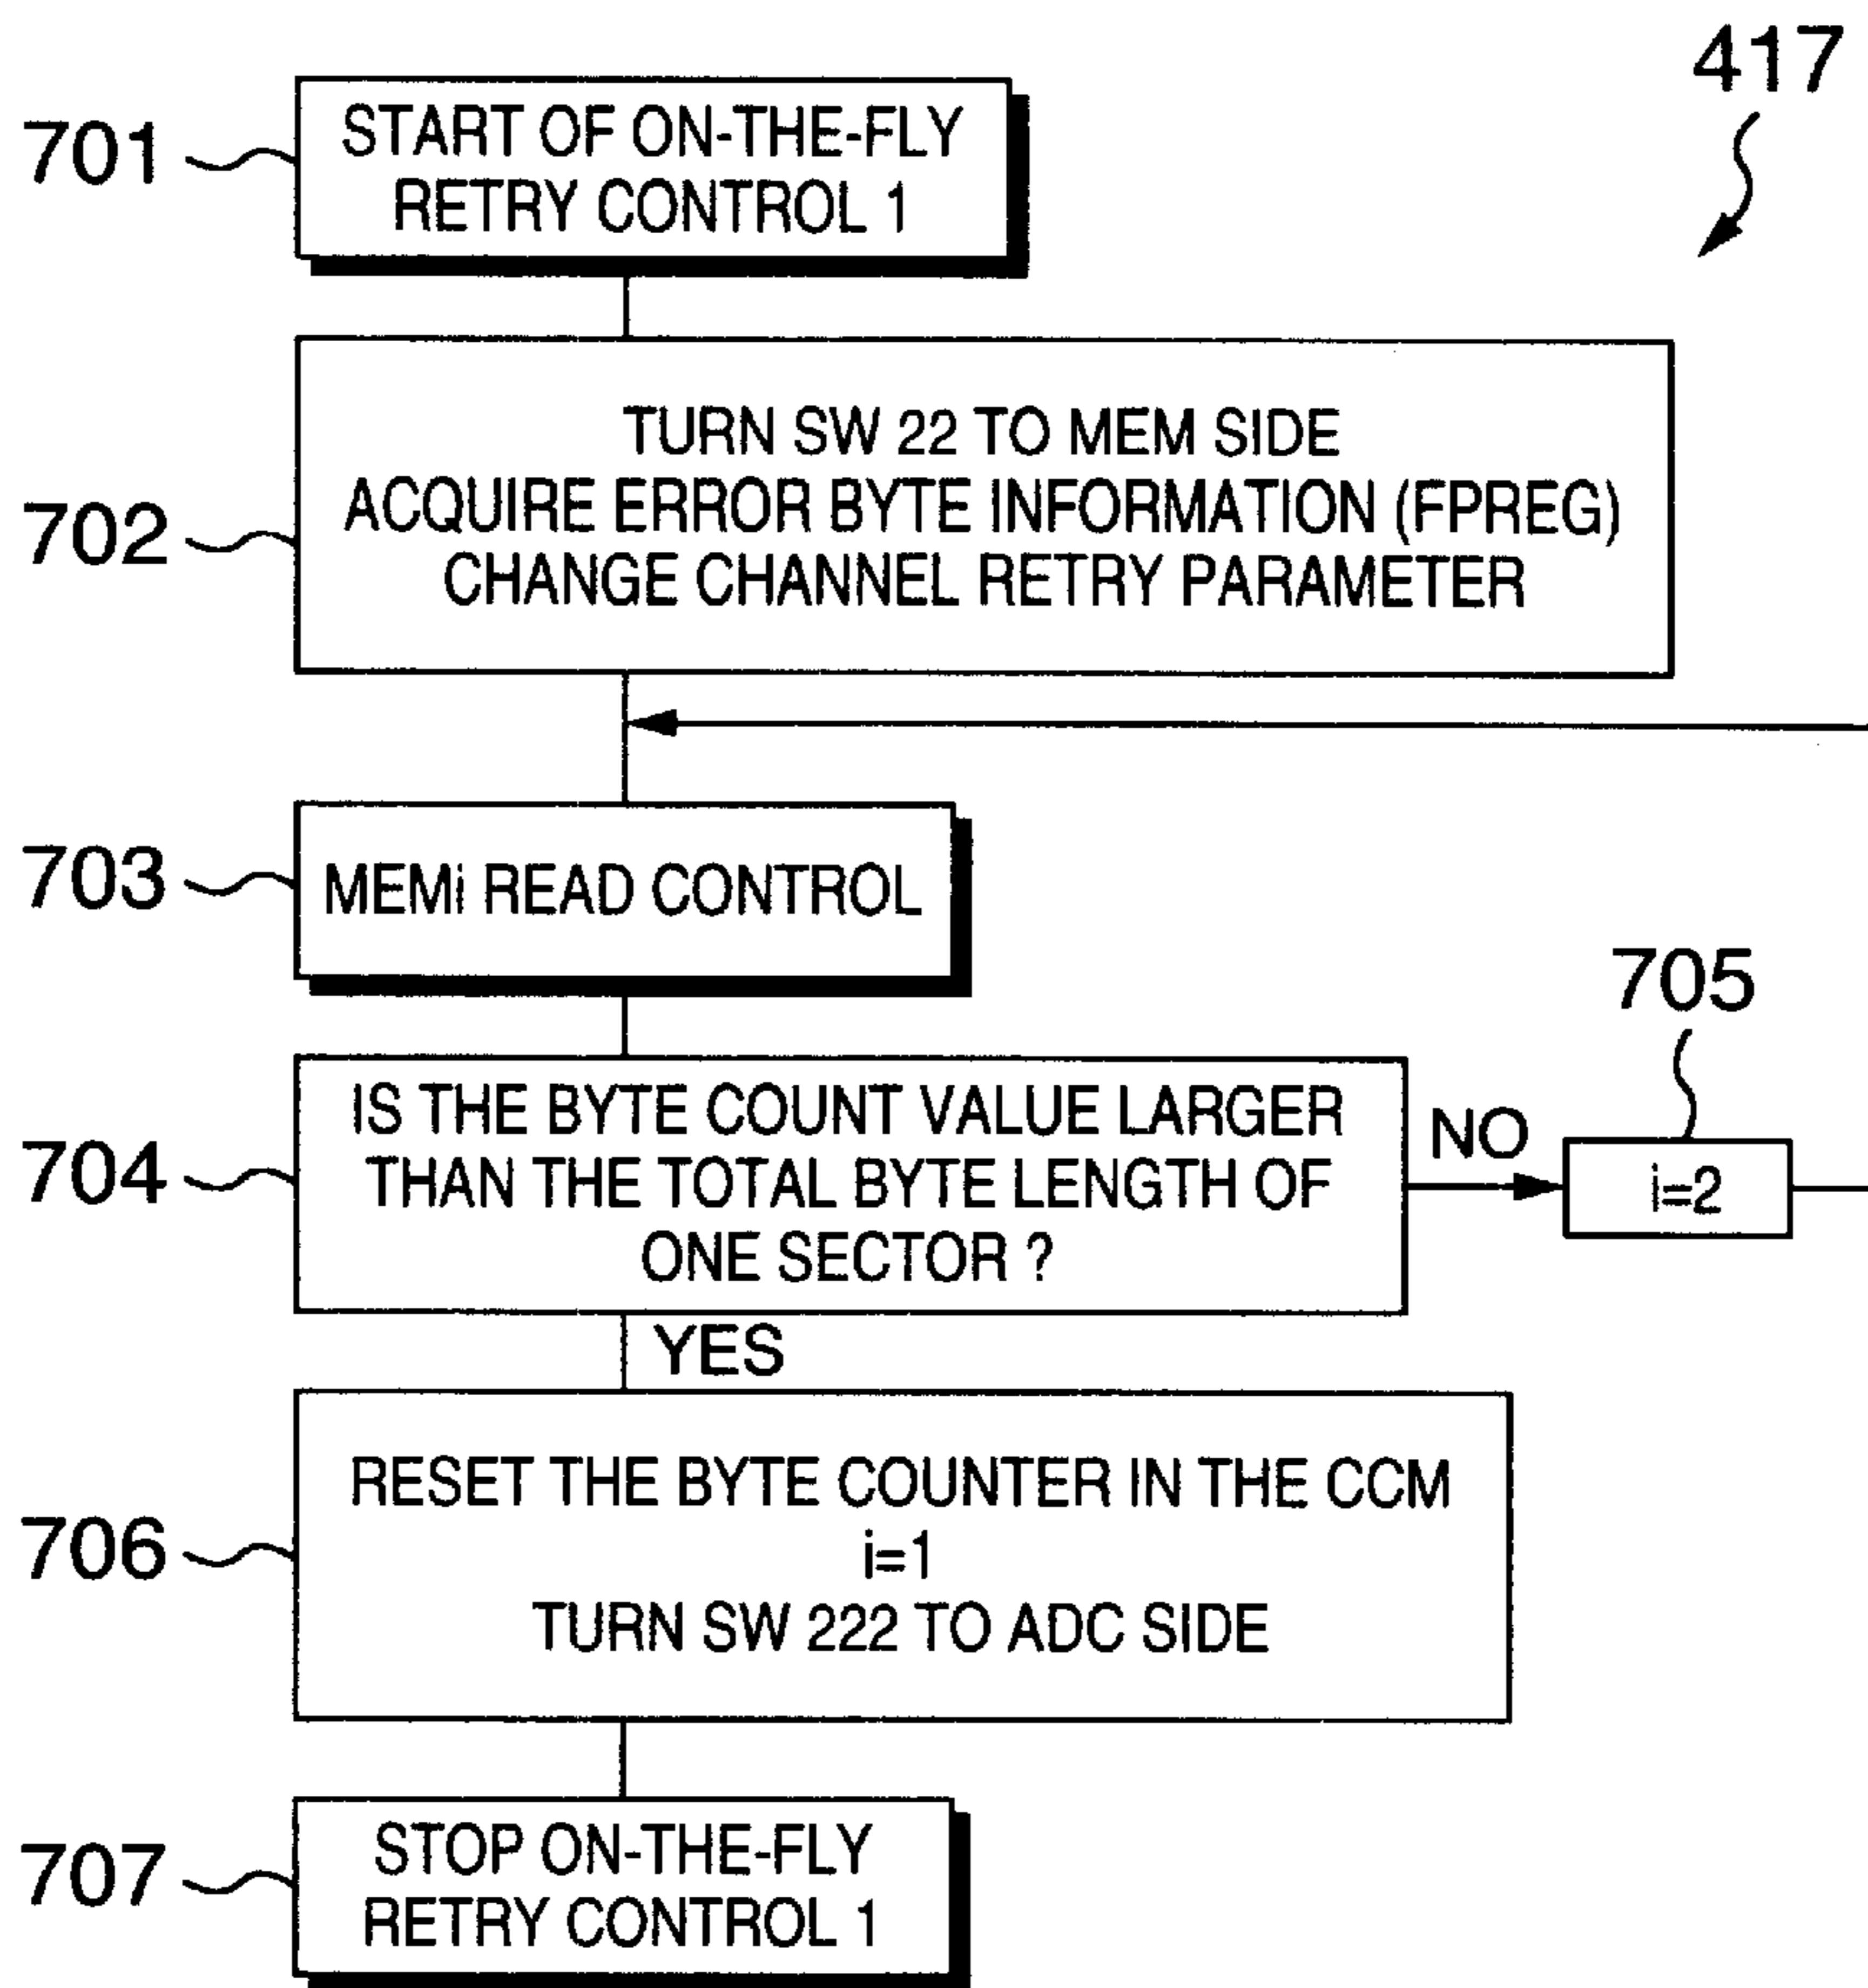 417
701
START OF ON-THE-FLY
RETRY CONTROL 1
702
TURN SW 22 TO MEM SIDE
ACQUIRE ERROR BYTE INFORMATION (FPREG)
CHANGE CHANNEL RETRY PARAMETER
703
MEMi READ CONTROL
704
IS THE BYTE COUNT VALUE LARGER
THAN THE TOTAL BYTE LENGTH OF
ONE SECTOR ?
NO
705
i=2
YES
706
RESET THE BYTE COUNTER IN THE CCM
i=1
TURN SW 222 TO ADC SIDE
707
STOP ON-THE-FLY
RETRY CONTROL 1